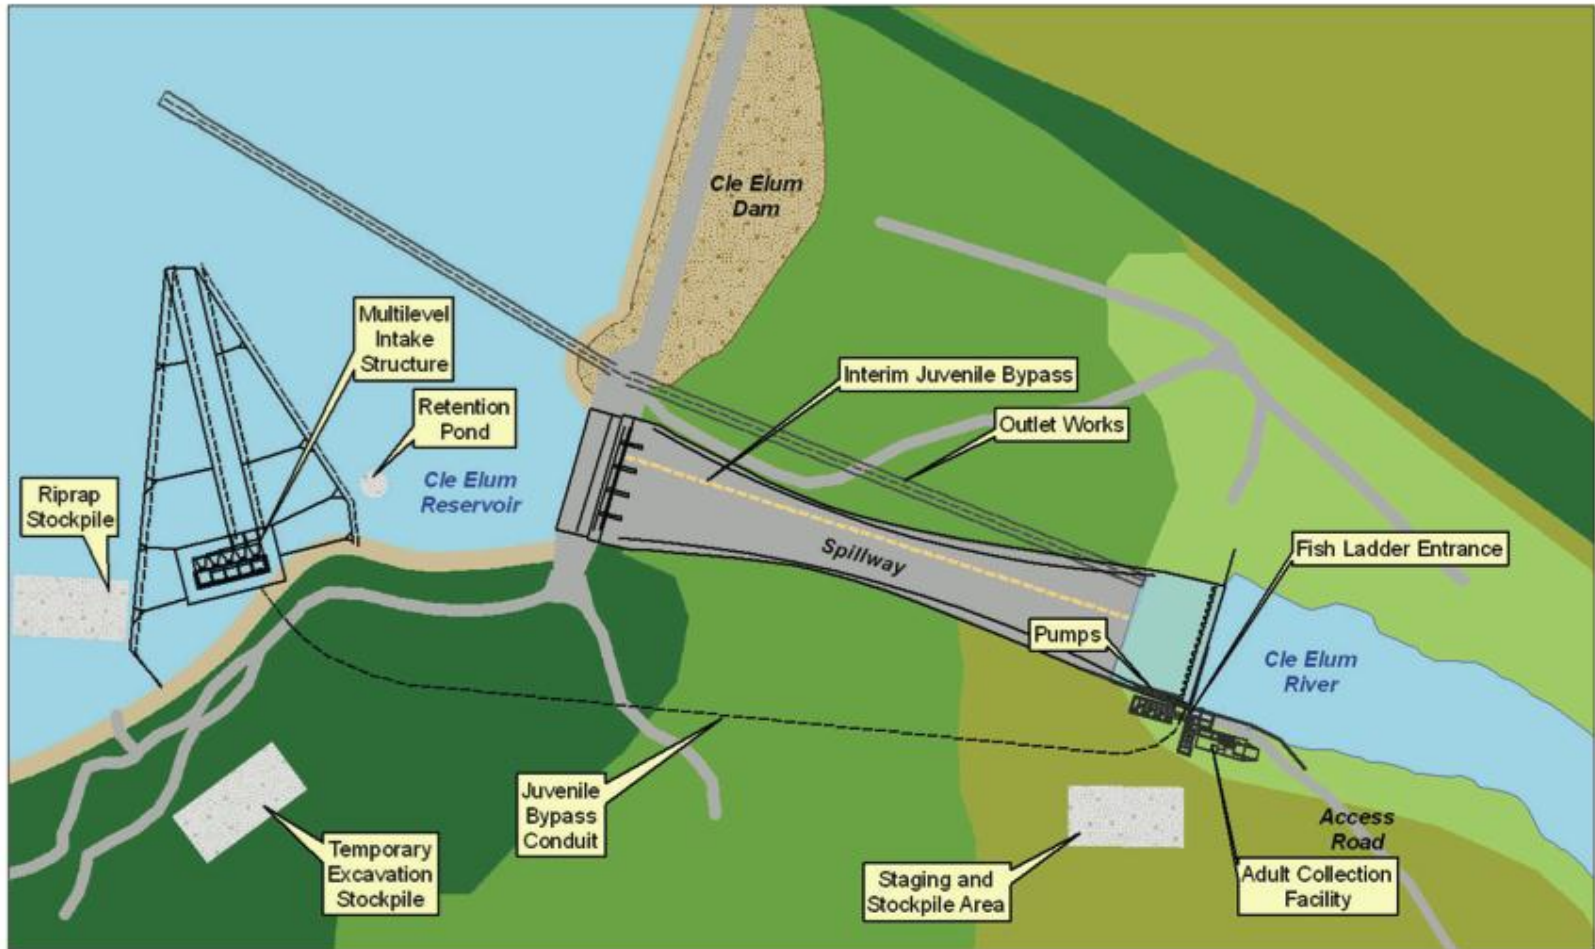 Cle Elum
Dam
Multilevel
Intake
Structure
Interim Juvenile Bypass
Retention
Pond
Outlet Works
Cle Elum
Reservoir
Riprap
Stockpile
Spillway
Fish Ladder Entrance
Pumps
Cle Elum
River
Juvenile
Bypass
Conduit
Access
Road
Temporary
Excavation
Stockpile
Staging and
Stockpile Area
Adult Collection
Facility